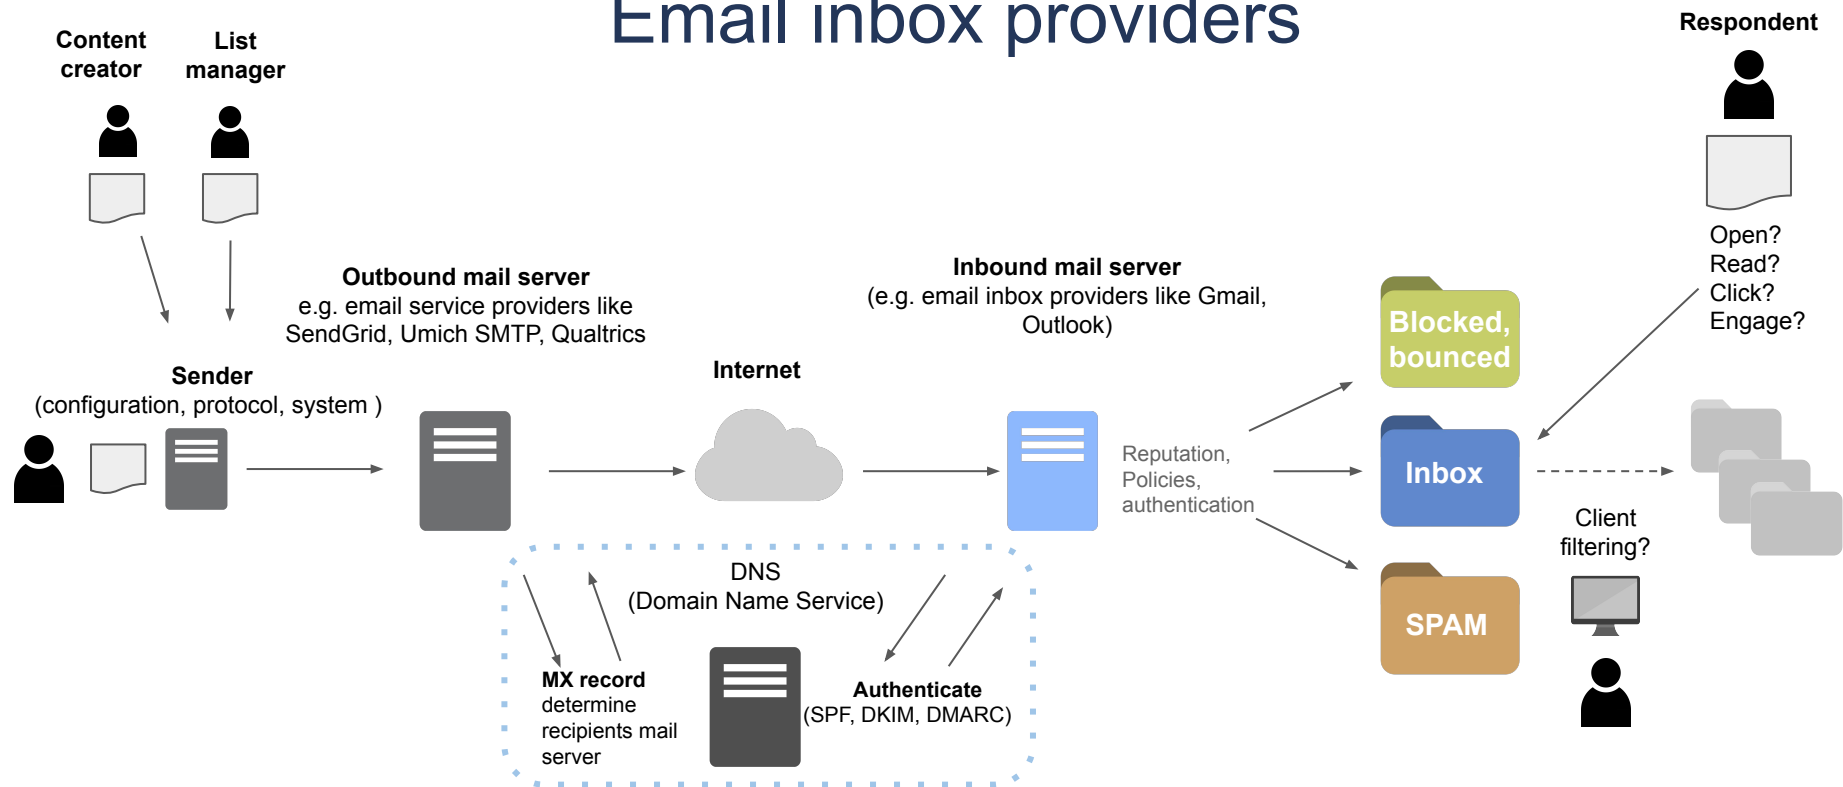 Email inbox providers
Content
creator
List
manager
Respondent
Open?
Read?
Click?
Engage?
Outbound mail server
e.g. email service providers like
SendGrid, Umich SMTP, Qualtrics
Inbound mail server
(e.g. email inbox providers like Gmail,
Outlook)
Sender
(configuration, protocol, system )
Internet
Reputation,
Policies,
authentication
Blocked,
bounced
Inbox
SPAM
Client
filtering?
DNS
(Domain Name Service)
MX record
determine
recipients mail
server
Authenticate
(SPF, DKIM, DMARC)